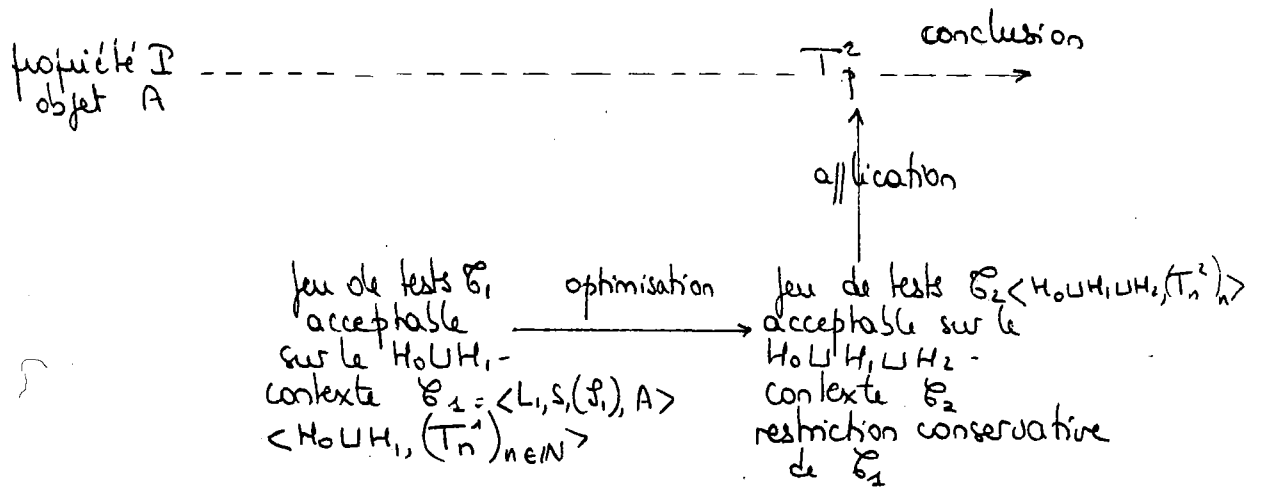 conclusion
propriété I
objet A
T²ₚ
application
jeu de tests 𝒞₁
acceptable
sur le H₀⊔H₁-
contexte 𝒞₁ = <L₁,S₁(𝒮₁), A>
<H₀⊔H₁, (Tₙ¹)ₙ∈ℕ>
optimisation
jeu de tests 𝒞₂<H₀⊔H₁⊔H₂,(Tₙ²)ₙ>
acceptable sur le
H₀⊔H₁⊔H₂-
contexte 𝒞₂
restriction conservative
de 𝒞₁